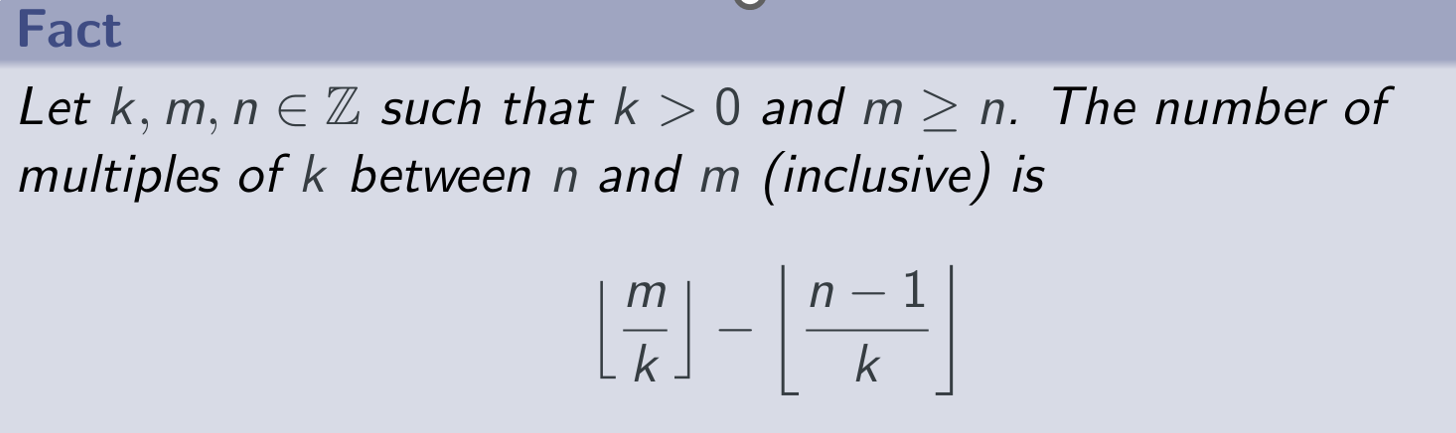 Fact
Let k, m, n ∈ ℤ such that k > 0 and m ≥ n. The number of
multiples of k between n and m (inclusive) is
⌊m/k⌋ − ⌊(n − 1)/k⌋